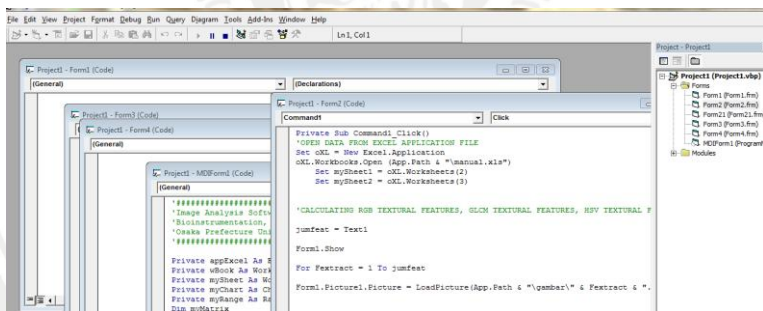 File Edit View Project Format Debug Run Query Diagram Tools Add-Ins Window Help
Ln 1, Col 1
Project - Project1
Project1 - Form1 (Code)
(General)
(Declarations)
Project1 (Project1.vbp)
Forms
Form1 (Form1.frm)
Form2 (Form2.frm)
Form21 (Form21.frm
Form3 (Form3.frm)
Form4 (Form4.frm)
MDIForm1 (Program
Modules
Project1 - Form3 (Code)
Project1 - Form4 (Code)
(General)
Project1 - MDIForm1 (Code)
(General)
'#####################
'Image Analysis Softw
'Bioinstrumentation,
'Osaka Prefecture Uni
'#####################
Private appExcel As E
Private wBook As Work
Private mySheet As Wo
Private myChart As Ch
Private myRange As Ra
Dim myMatrix
Project1 - Form2 (Code)
Command1
Click
Private Sub Command1_Click()
'OPEN DATA FROM EXCEL APPLICATION FILE
Set oXL = New Excel.Application
oXL.Workbooks.Open (App.Path & "\manual.xls")
Set mySheet1 = oXL.Worksheets(2)
Set mySheet2 = oXL.Worksheets(3)
'CALCULATING RGB TEXTURAL FEATURES, GLCM TEXTURAL FEATURES, HSV TEXTURAL F
jumfeat = Text1
Form1.Show
For Fextract = 1 To jumfeat
Form1.Picture1.Picture = LoadPicture(App.Path & "\gambar\" & Fextract & ".